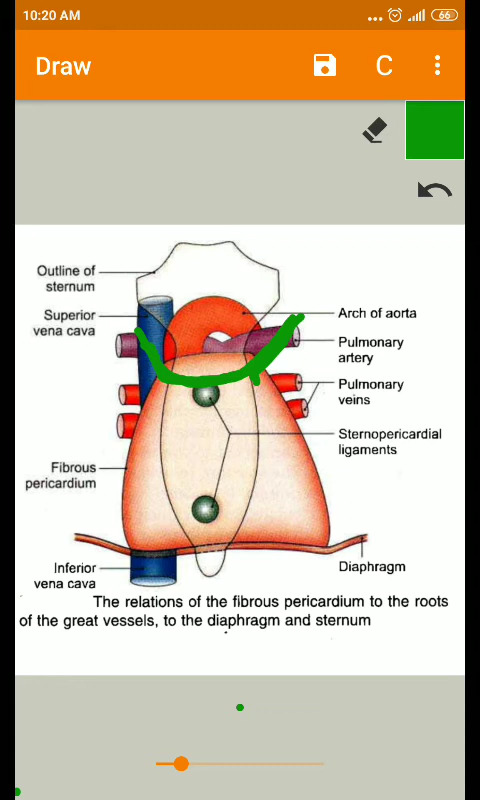 10:20 AM
66
Draw
C
Outline of
sternum
Superior
vena cava
Arch of aorta
Pulmonary
artery
Pulmonary
veins
Sternopericardial
ligaments
Fibrous
pericardium
Inferior
vena cava
Diaphragm
The relations of the fibrous pericardium to the roots
of the great vessels, to the diaphragm and sternum